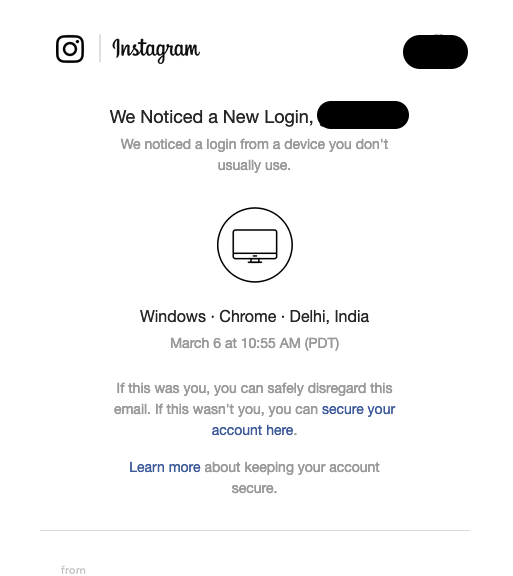 Instagram
We Noticed a New Login,
We noticed a login from a device you don't
usually use.
Windows · Chrome · Delhi, India
March 6 at 10:55 AM (PDT)
If this was you, you can safely disregard this
email. If this wasn't you, you can secure your
account here.
Learn more about keeping your account
secure.
from